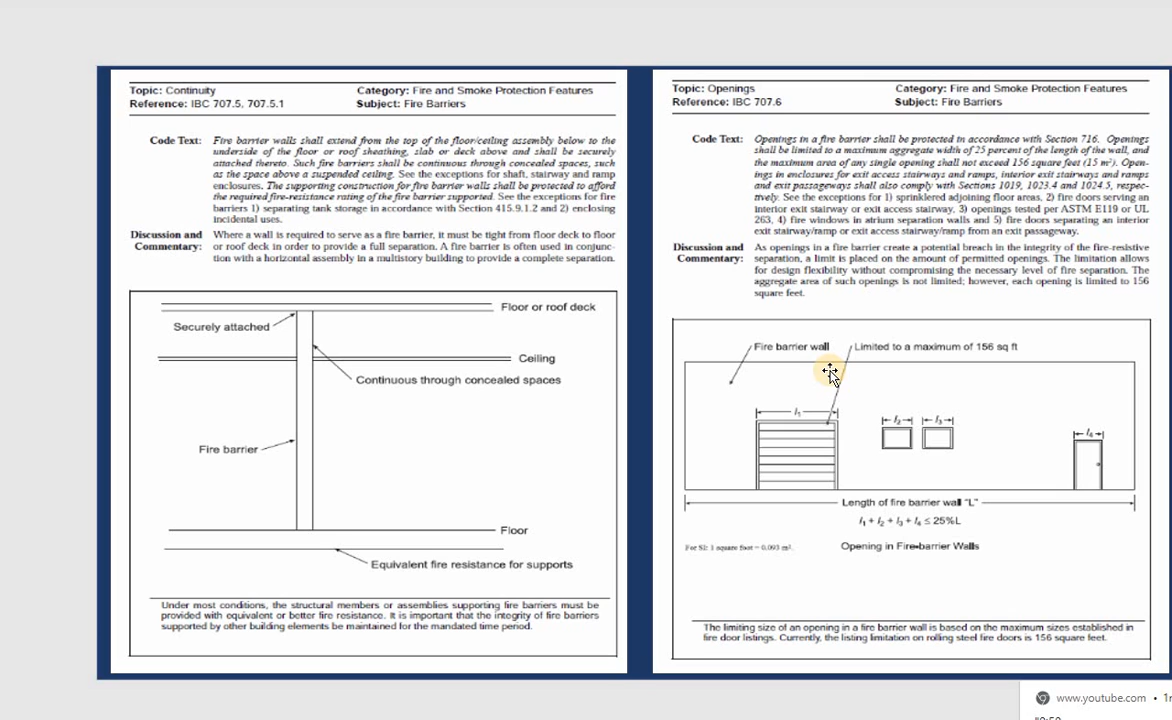 Topic: Continuity Category: Fire and Smoke Protection Features
Reference: IBC 707.5, 707.5.1 Subject: Fire Barriers
Code Text: Fire barrier walls shall extend from the top of the floor/ceiling assembly below to the
underside of the floor or roof sheathing, slab or deck above and shall be securely
attached thereto. Such fire barriers shall be continuous through concealed spaces, such
as the space above a suspended ceiling. See the exceptions for shaft, stairway and ramp
enclosures. The supporting construction for fire barrier walls shall be protected to afford
the required fire-resistance rating of the fire barrier supported. See the exceptions for fire
barriers 1) separating tank storage in accordance with Section 415.9.1.2 and 2) enclosing
incidental uses.
Discussion and Commentary: Where a wall is required to serve as a fire barrier, it must be tight from floor deck to floor
or roof deck in order to provide a full separation. A fire barrier is often used in conjunc-
tion with a horizontal assembly in a multistory building to provide a complete separation.
Floor or roof deck
Securely attached
Ceiling
Continuous through concealed spaces
Fire barrier
Floor
Equivalent fire resistance for supports
Under most conditions, the structural members or assemblies supporting fire barriers must be
provided with equivalent or better fire resistance. It is important that the integrity of fire barriers
supported by other building elements be maintained for the mandated time period.
Topic: Openings Category: Fire and Smoke Protection Features
Reference: IBC 707.6 Subject: Fire Barriers
Code Text: Openings in a fire barrier shall be protected in accordance with Section 716. Openings
shall be limited to a maximum aggregate width of 25 percent of the length of the wall, and
the maximum area of any single opening shall not exceed 156 square feet (15 m²). Open-
ings in enclosures for exit access stairways and ramps, interior exit stairways and ramps
and exit passageways shall also comply with Sections 1019, 1023.4 and 1024.5, respec-
tively. See the exceptions for 1) sprinklered adjoining floor areas, 2) fire doors serving an
interior exit stairway or exit access stairway, 3) openings tested per ASTM E119 or UL
263, 4) fire windows in atrium separation walls and 5) fire doors separating an interior
exit stairway/ramp or exit access stairway/ramp from an exit passageway.
Discussion and Commentary: As openings in a fire barrier create a potential breach in the integrity of the fire-resistive
separation, a limit is placed on the amount of permitted openings. The limitation allows
for design flexibility without compromising the necessary level of fire separation. The
aggregate area of such openings is not limited; however, each opening is limited to 156
square feet.
Fire barrier wall Limited to a maximum of 156 sq ft
l₁ l₂ l₃ l₄
Length of fire barrier wall "L"
l₁ + l₂ + l₃ + l₄ ≤ 25%L
For SI: 1 square foot = 0.093 m². Opening in Fire-barrier Walls
The limiting size of an opening in a fire barrier wall is based on the maximum sizes established in
fire door listings. Currently, the listing limitation on rolling steel fire doors is 156 square feet.
www.youtube.com •